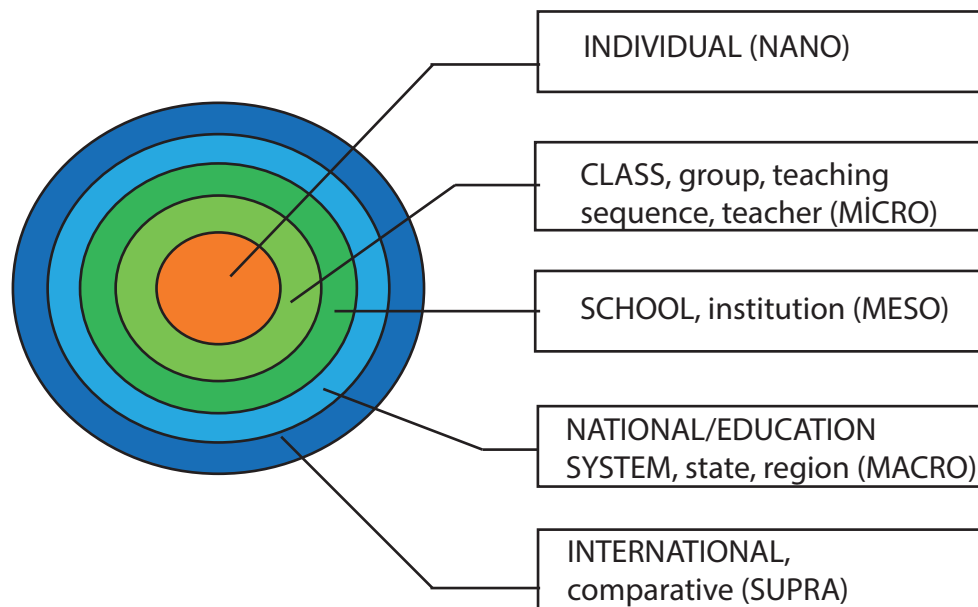 INDIVIDUAL (NANO)
CLASS, group, teaching
sequence, teacher (MİCRO)
SCHOOL, institution (MESO)
NATIONAL/EDUCATION
SYSTEM, state, region (MACRO)
INTERNATIONAL,
comparative (SUPRA)